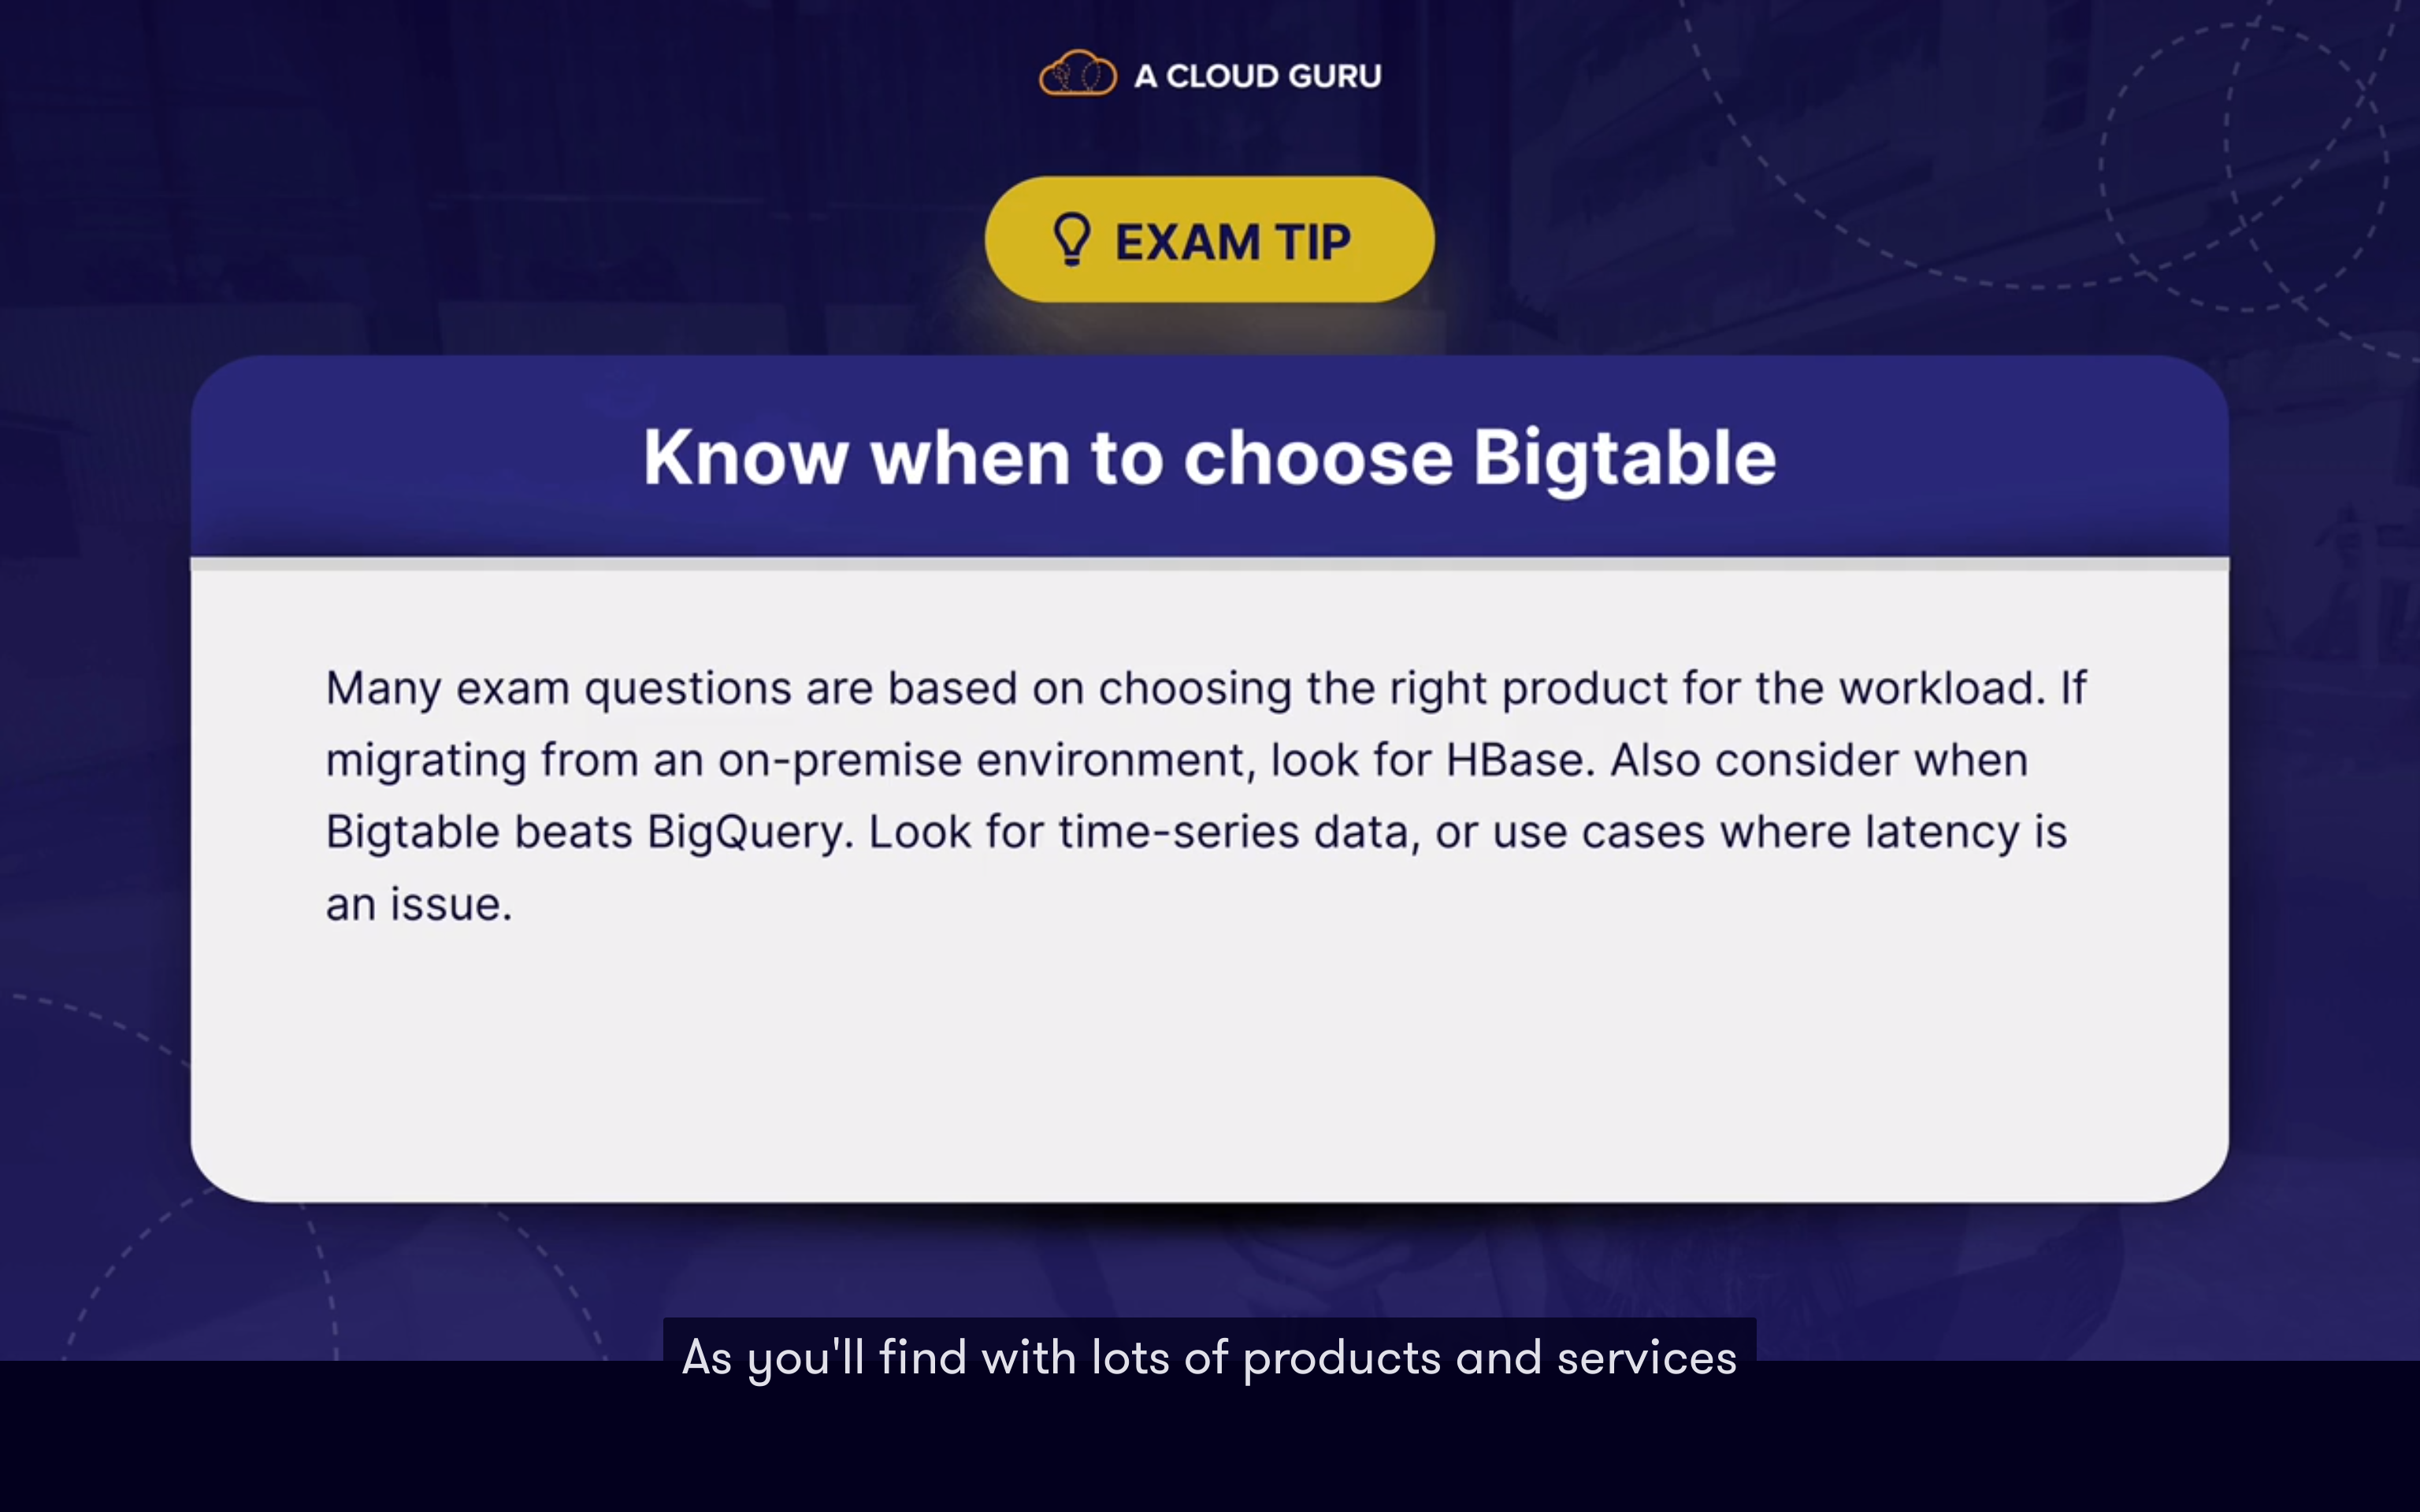 A CLOUD GURU
EXAM TIP
Know when to choose Bigtable
Many exam questions are based on choosing the right product for the workload. If
migrating from an on-premise environment, look for HBase. Also consider when
Bigtable beats BigQuery. Look for time-series data, or use cases where latency is
an issue.
As you'll find with lots of products and services